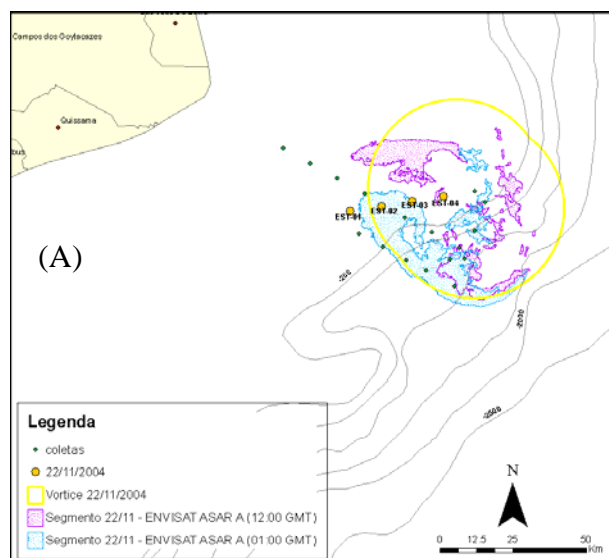 Campos dos Goytacazes
Quissama
EST-01
EST-02
EST-03
EST-04
(A)
-200
-2000
-2500
Legenda
coletas
22/11/2004
Vortice 22/11/2004
Segmento 22/11 - ENVISAT ASAR A (12:00 GMT)
Segmento 22/11 - ENVISAT ASAR A (01:00 GMT)
N
0 12.5 25 50
Km